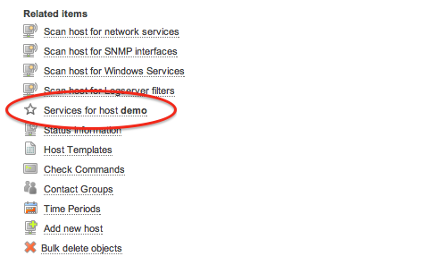 Related items
Scan host for network services
Scan host for SNMP interfaces
Scan host for Windows Services
Scan host for Logserver filters
Services for host demo
Status Information
Host Templates
Check Commands
Contact Groups
Time Periods
Add new host
Bulk delete objects